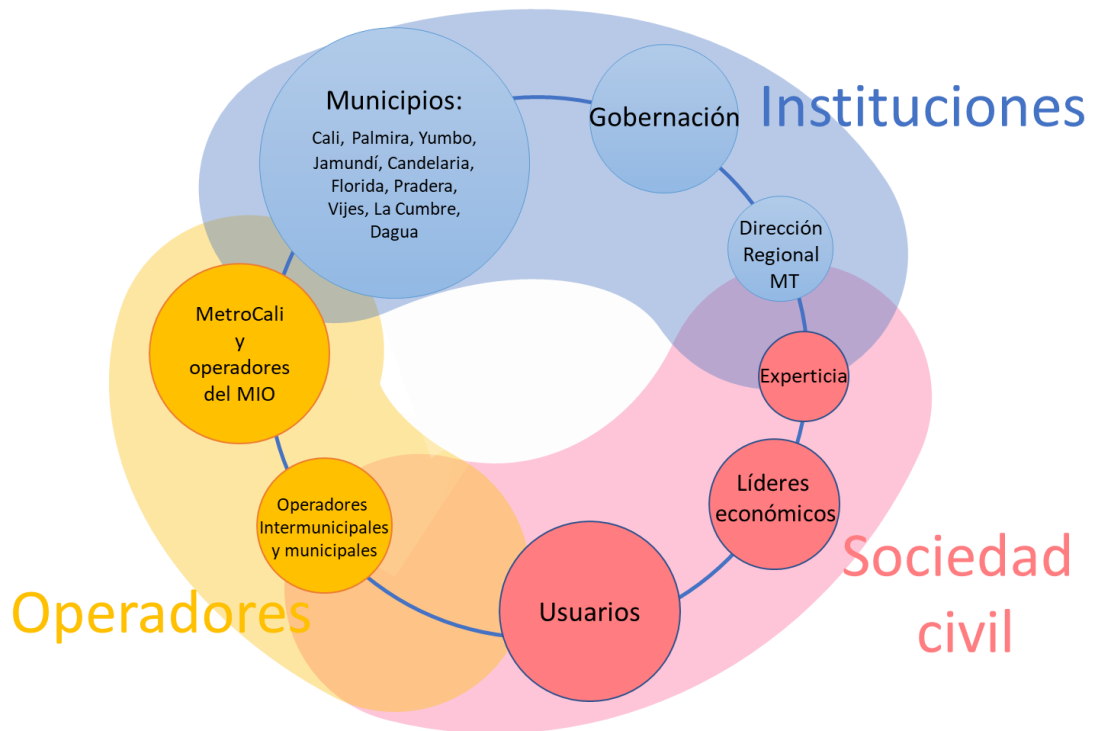 Municipios:
Cali, Palmira, Yumbo,
Jamundí, Candelaria,
Florida, Pradera,
Vijes, La Cumbre,
Dagua
Gobernación
Instituciones
Dirección
Regional
MT
MetroCali
y
operadores
del MIO
Experticia
Líderes
económicos
Operadores
Intermunicipales
y municipales
Usuarios
Sociedad
civil
Operadores